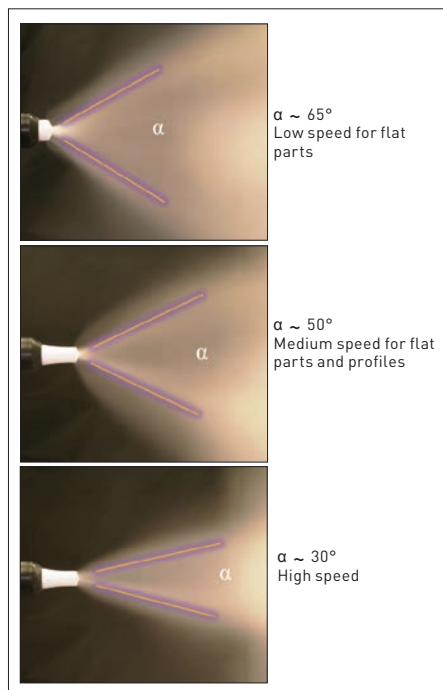 α
α ~ 65°
Low speed for flat
parts
α
α ~ 50°
Medium speed for flat
parts and profiles
α
α ~ 30°
High speed